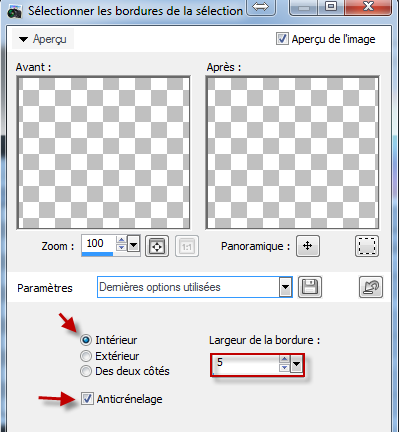 Sélectionner les bordures de la sélection
Aperçu
Aperçu de l'image
Avant :
Après :
Zoom : 100
1:1
Panoramique :
Paramètres
Dernières options utilisées
Intérieur
Largeur de la bordure :
Extérieur
5
Des deux côtés
Anticrénelage